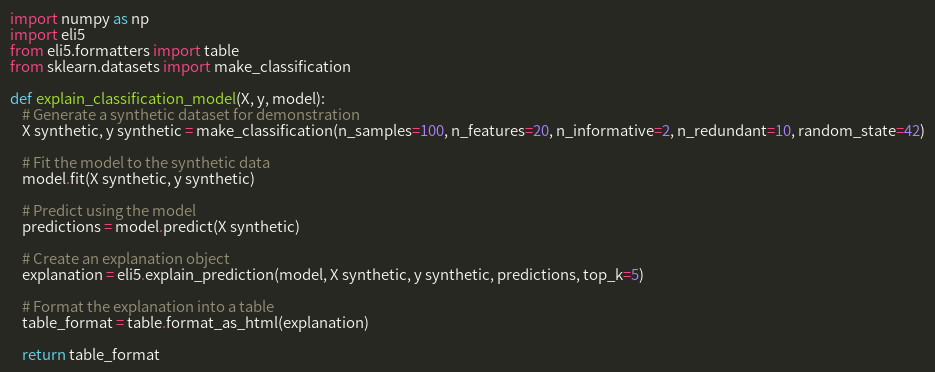 import numpy as np
import eli5
from eli5.formatters import table
from sklearn.datasets import make_classification

def explain_classification_model(X, y, model):
    # Generate a synthetic dataset for demonstration
    X synthetic, y synthetic = make_classification(n_samples=100, n_features=20, n_informative=2, n_redundant=10, random_state=42)

    # Fit the model to the synthetic data
    model.fit(X synthetic, y synthetic)

    # Predict using the model
    predictions = model.predict(X synthetic)

    # Create an explanation object
    explanation = eli5.explain_prediction(model, X synthetic, y synthetic, predictions, top_k=5)

    # Format the explanation into a table
    table_format = table.format_as_html(explanation)

    return table_format